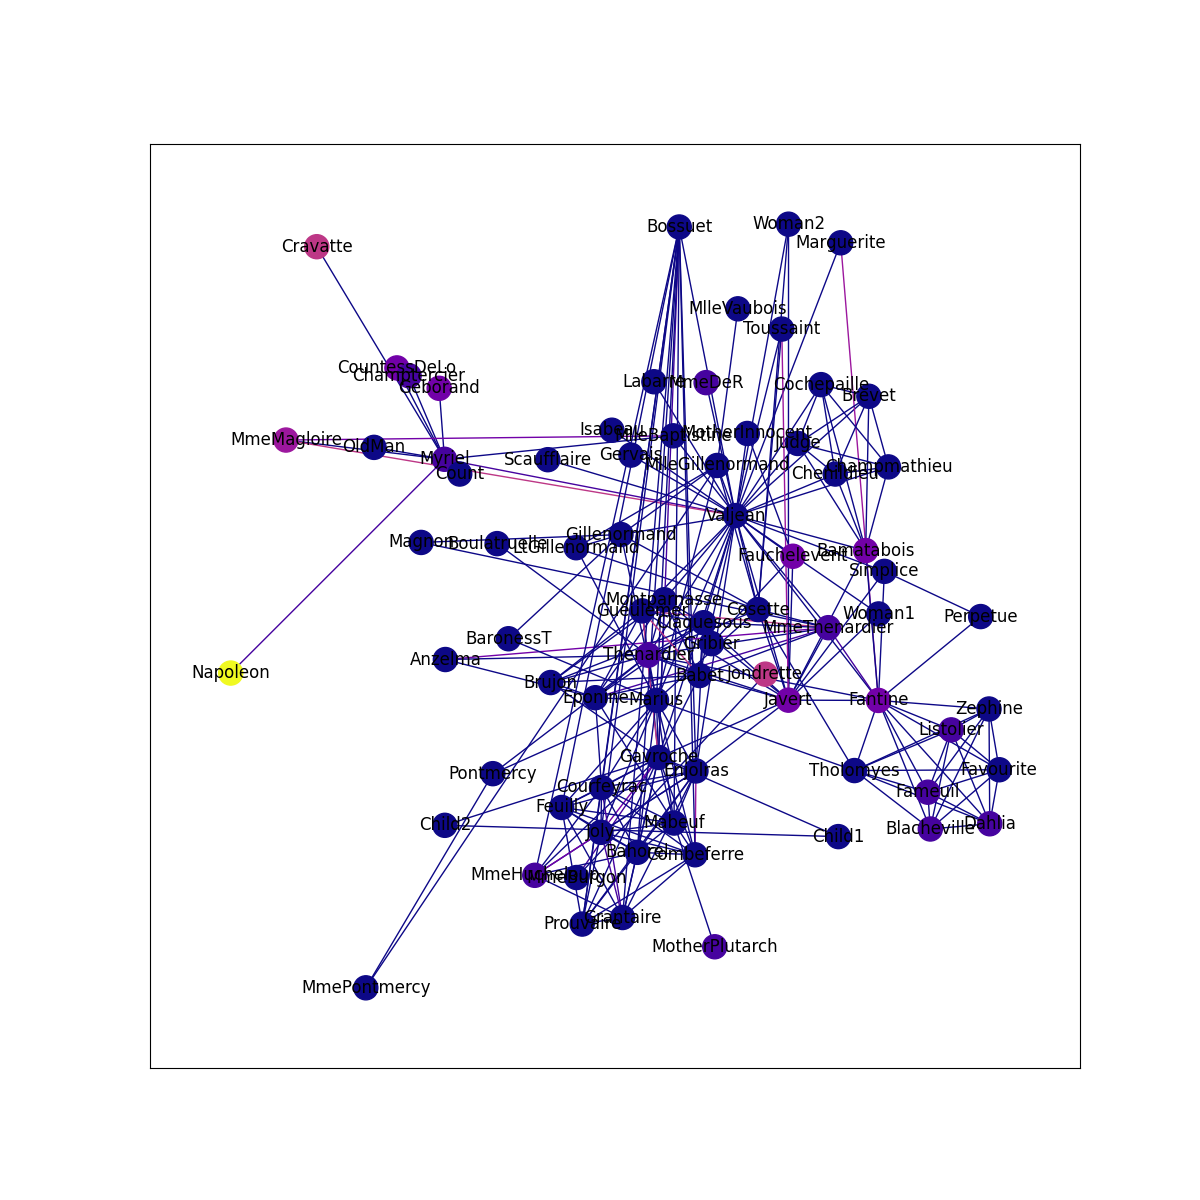 Bossuet
Woman2
Marguerite
Cravatte
MlleVaubois
Toussaint
CountessDeLo
Champtercier
Geborand
Labarre
MmeDeR
Cochepaille
Brevet
Isabeau
MlleBaptistine
MotherInnocent
Judge
MmeMagloire
OldMan
Myriel
Count
Scaufflaire
Gervais
MlleGillenormand
Chenildieu
Champmathieu
Valjean
Magnon
Boulatruelle
LtGillenormand
Gillenormand
Fauchelevent
Bamatabois
Simplice
Montparnasse
Gueulemer
Cosette
Woman1
Perpetue
Claquesous
MmeThenardier
BaronessT
Gribier
Anzelma
Thenardier
Napoleon
Brujon
Babet
Jondrette
Eponine
Marius
Javert
Fantine
Zephine
Listolier
Gavroche
Enjolras
Pontmercy
Tholomyes
Favourite
Courfeyrac
Fameuil
Feuilly
Child2
Joly
Mabeuf
Child1
Blacheville
Dahlia
Bahorel
Combeferre
MmeHucheloup
MmeBurgon
Prouvaire
Grantaire
MotherPlutarch
MmePontmercy